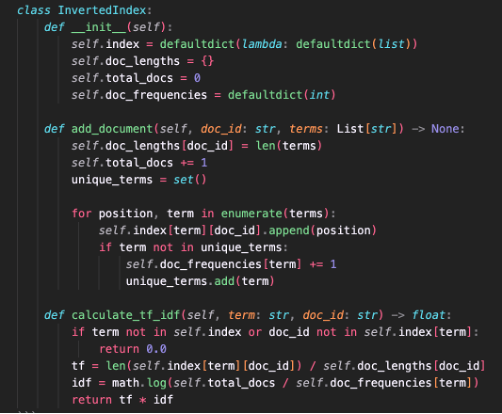 class InvertedIndex:
    def __init__(self):
        self.index = defaultdict(lambda: defaultdict(list))
        self.doc_lengths = {}
        self.total_docs = 0
        self.doc_frequencies = defaultdict(int)

    def add_document(self, doc_id: str, terms: List[str]) -> None:
        self.doc_lengths[doc_id] = len(terms)
        self.total_docs += 1
        unique_terms = set()

        for position, term in enumerate(terms):
            self.index[term][doc_id].append(position)
            if term not in unique_terms:
                self.doc_frequencies[term] += 1
                unique_terms.add(term)

    def calculate_tf_idf(self, term: str, doc_id: str) -> float:
        if term not in self.index or doc_id not in self.index[term]:
            return 0.0
        tf = len(self.index[term][doc_id]) / self.doc_lengths[doc_id]
        idf = math.log(self.total_docs / self.doc_frequencies[term])
        return tf * idf